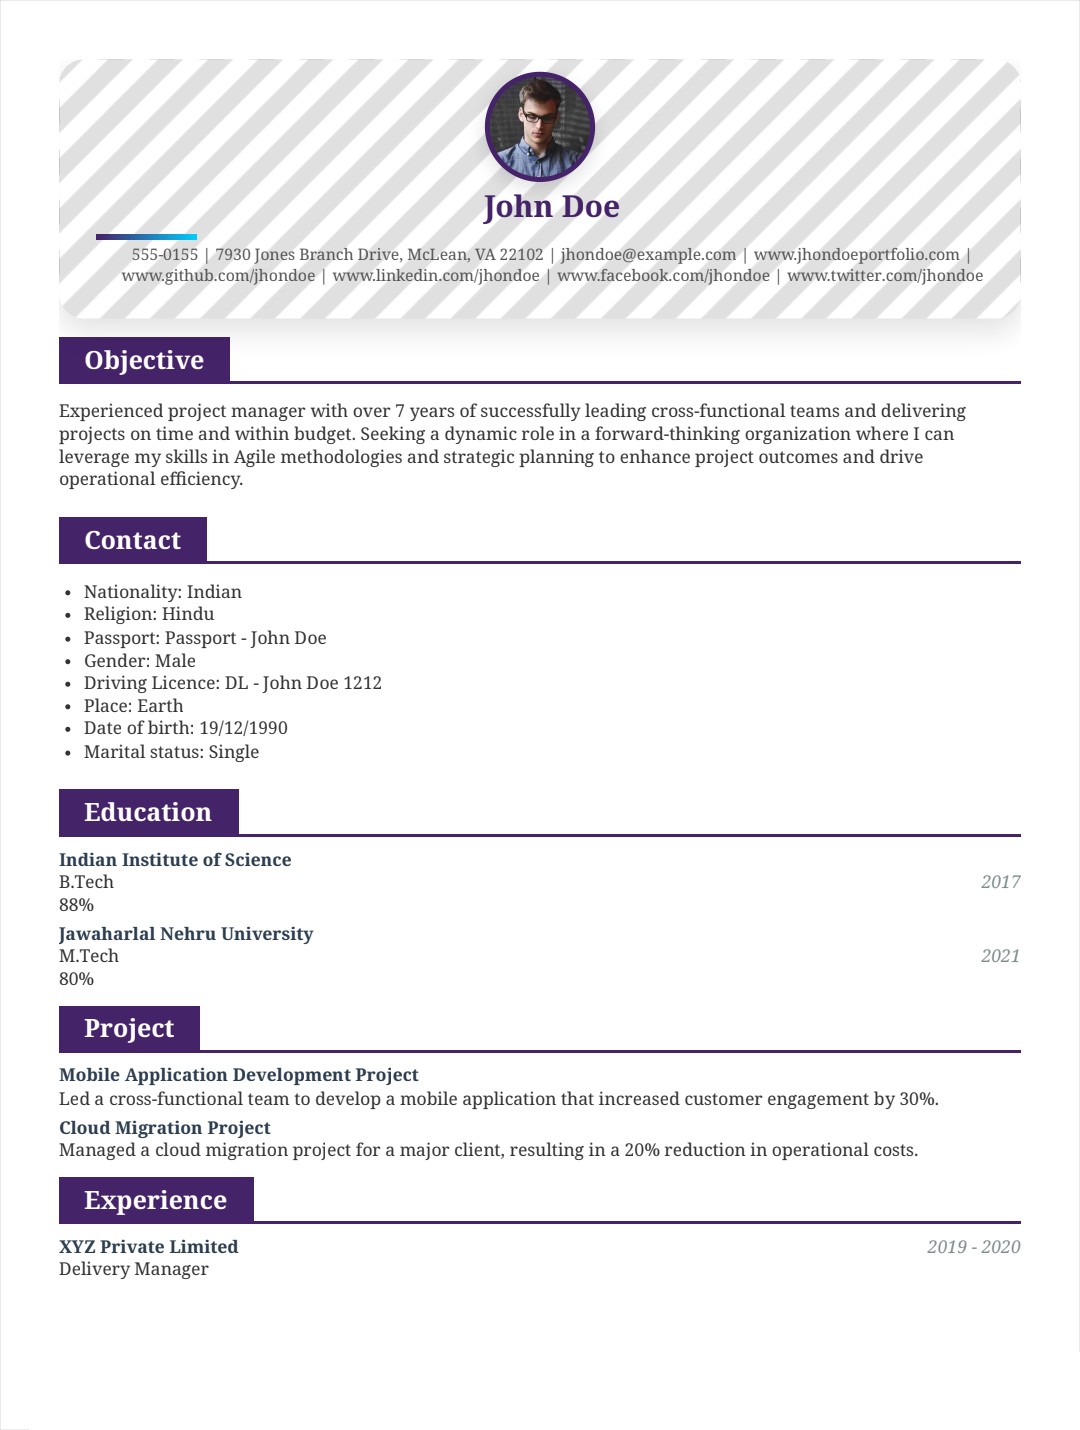 John Doe
555-0155 | 7930 Jones Branch Drive, McLean, VA 22102 | jhondoe@example.com | www.jhondoeportfolio.com |
www.github.com/jhondoe | www.linkedin.com/jhondoe | www.facebook.com/jhondoe | www.twitter.com/jhondoe
Objective
Experienced project manager with over 7 years of successfully leading cross-functional teams and delivering
projects on time and within budget. Seeking a dynamic role in a forward-thinking organization where I can
leverage my skills in Agile methodologies and strategic planning to enhance project outcomes and drive
operational efficiency.
Contact
• Nationality: Indian
• Religion: Hindu
• Passport: Passport - John Doe
• Gender: Male
• Driving Licence: DL - John Doe 1212
• Place: Earth
• Date of birth: 19/12/1990
• Marital status: Single
Education
Indian Institute of Science
B.Tech 2017
88%
Jawaharlal Nehru University
M.Tech 2021
80%
Project
Mobile Application Development Project
Led a cross-functional team to develop a mobile application that increased customer engagement by 30%.
Cloud Migration Project
Managed a cloud migration project for a major client, resulting in a 20% reduction in operational costs.
Experience
XYZ Private Limited 2019 - 2020
Delivery Manager